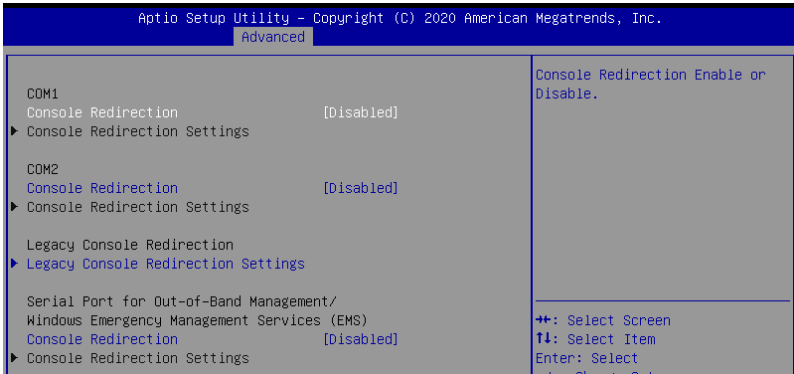 Aptio Setup Utility – Copyright (C) 2020 American Megatrends, Inc.
Advanced
COM1
Console Redirection [Disabled]
Console Redirection Settings
COM2
Console Redirection [Disabled]
Console Redirection Settings
Legacy Console Redirection
Legacy Console Redirection Settings
Serial Port for Out-of-Band Management/
Windows Emergency Management Services (EMS)
Console Redirection [Disabled]
Console Redirection Settings
Console Redirection Enable or
Disable.
→←: Select Screen
↑↓: Select Item
Enter: Select